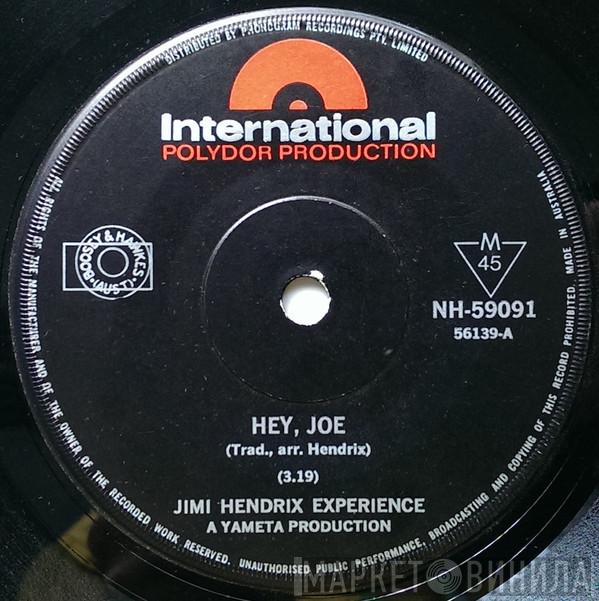 DISTRIBUTED BY PHONOGRAM RECORDINGS PTY. LIMITED
International
POLYDOR PRODUCTION
BOOSEY & HAWKES
(AUST.)
M
45
NH-59091
56139-A
HEY, JOE
(Trad., arr. Hendrix)
(3.19)
JIMI HENDRIX EXPERIENCE
A YAMETA PRODUCTION
ALL RIGHTS OF THE MANUFACTURER AND OF THE OWNER OF THE RECORDED WORK RESERVED. UNAUTHORISED PUBLIC PERFORMANCE, BROADCASTING AND COPYING OF THIS RECORD PROHIBITED. MADE IN AUSTRALIA
МАРКЕТ ВИНИЛА